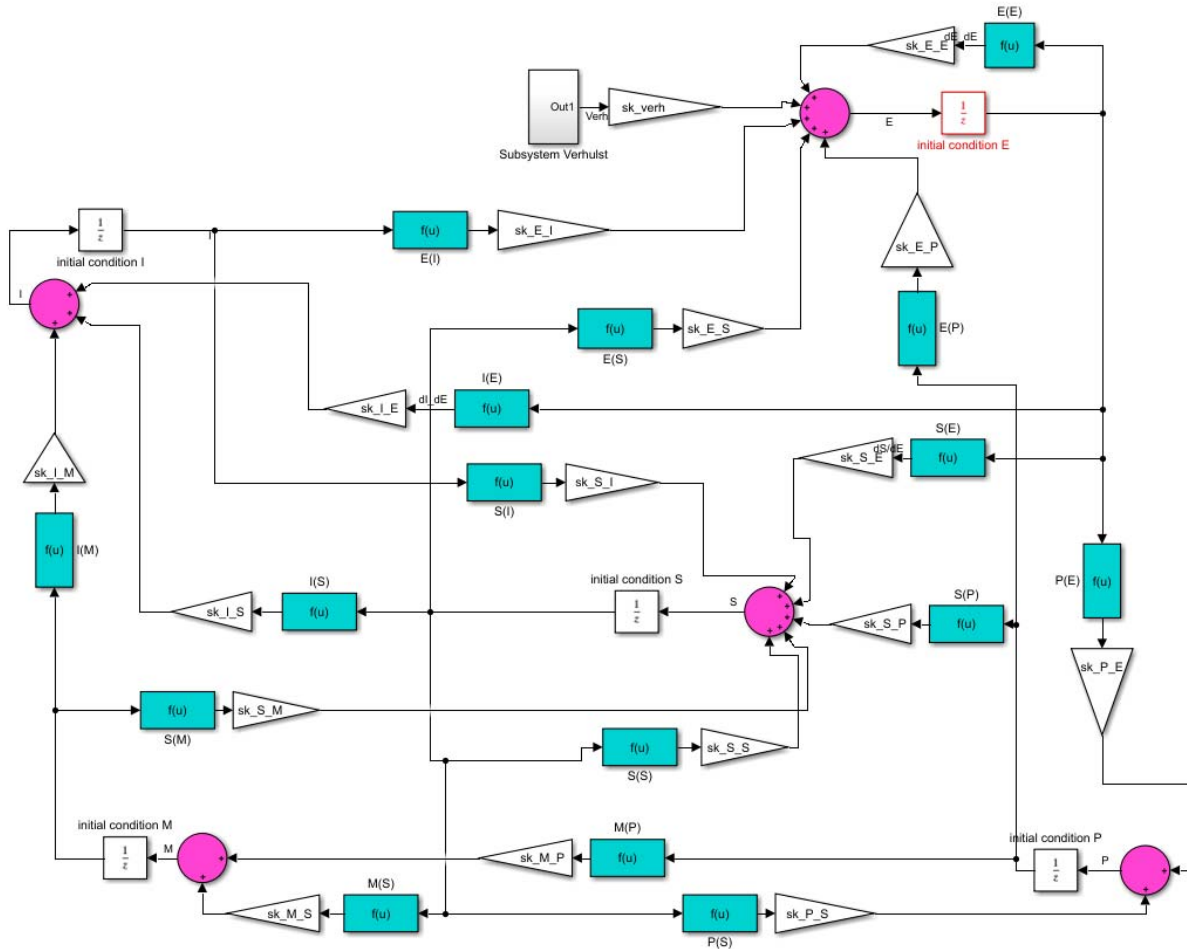 E(E)
sk_E_E
dE_dE
f(u)
Out1
Verh
sk_verh
Subsystem Verhulst
E
1
z
initial condition E
1
z
I
initial condition I
f(u)
E(I)
sk_E_I
sk_E_P
I
f(u)
E(P)
f(u)
E(S)
sk_E_S
I(E)
sk_I_E
dI_dE
f(u)
S(E)
sk_S_E
dS/dE
f(u)
sk_I_M
f(u)
S(I)
sk_S_I
f(u)
I(M)
I(S)
sk_I_S
f(u)
initial condition S
1
z
S
S(P)
sk_S_P
f(u)
P(E)
f(u)
sk_P_E
f(u)
S(M)
sk_S_M
f(u)
S(S)
sk_S_S
initial condition M
1
z
M
M(P)
sk_M_P
f(u)
initial condition P
1
z
P
M(S)
sk_M_S
f(u)
f(u)
P(S)
sk_P_S